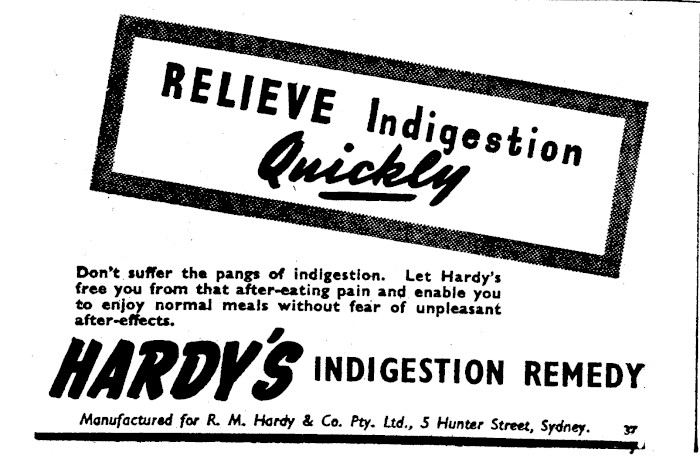 RELIEVE Indigestion
Quickly
Don't suffer the pangs of indigestion. Let Hardy's
free you from that after-eating pain and enable you
to enjoy normal meals without fear of unpleasant
after-effects.
HARDY'S INDIGESTION REMEDY
Manufactured for R. M. Hardy & Co. Pty. Ltd., 5 Hunter Street, Sydney. 37